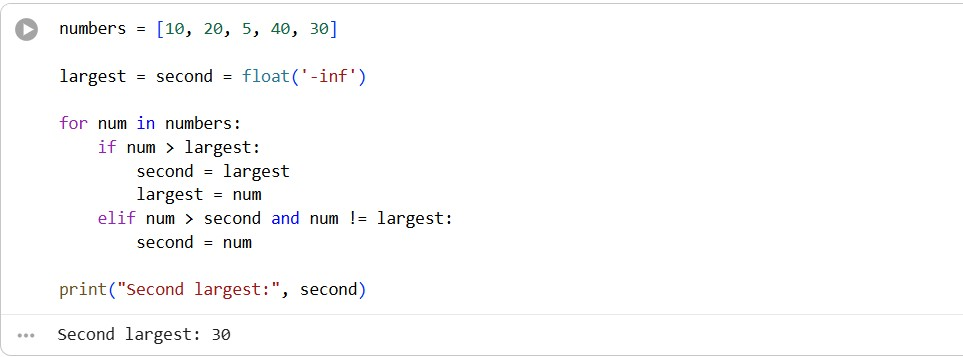 numbers = [10, 20, 5, 40, 30]
largest = second = float('-inf')
for num in numbers:
    if num > largest:
        second = largest
        largest = num
    elif num > second and num != largest:
        second = num
print("Second largest:", second)
Second largest: 30